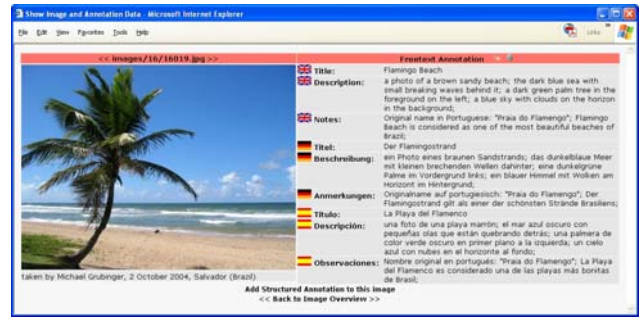 Show Image and Annotation Data - Microsoft Internet Explorer
File Edit View Favorites Tools Help
Links
<< images/16/16019.jpg >>
Freetext Annotation
Title: Flamingo Beach
Description: a photo of a brown sandy beach; the dark blue sea with
small breaking waves behind it; a dark green palm tree in the
foreground on the left; a blue sky with clouds on the horizon
in the background;
Notes: Original name in Portuguese: "Praia do Flamengo"; Flamingo
Beach is considered as one of the most beautiful beaches of
Brazil;
Titel: Der Flamingostrand
Beschreibung: ein Photo eines braunen Sandstrands; das dunkelblaue Meer
mit kleinen brechenden Wellen dahinter; eine dunkelgrüne
Palme im Vordergrund links; ein blauer Himmel mit Wolken am
Horizont im Hintergrund;
Anmerkungen: Originalname auf portugiesisch: "Praia do Flamengo"; Der
Flamingostrand gilt als einer der schönsten Strände Brasiliens;
Título: La Playa del Flamenco
Descripción: una foto de una playa marrón; el mar azul oscuro con
pequeñas olas que están quebrando detrás; una palmera de
color verde oscuro en primer plano a la izquierda; un cielo
azul con nubes en el horizonte al fondo;
Observaciones: Nombre original en portugués: "Praia do Flamengo"; La Playa
del Flamenco es considerado una de las playas más bonitas
de Brasil;
taken by Michael Grubinger, 2 October 2004, Salvador (Brazil)
Add Structured Annotation to this image
<< Back to Image Overview >>